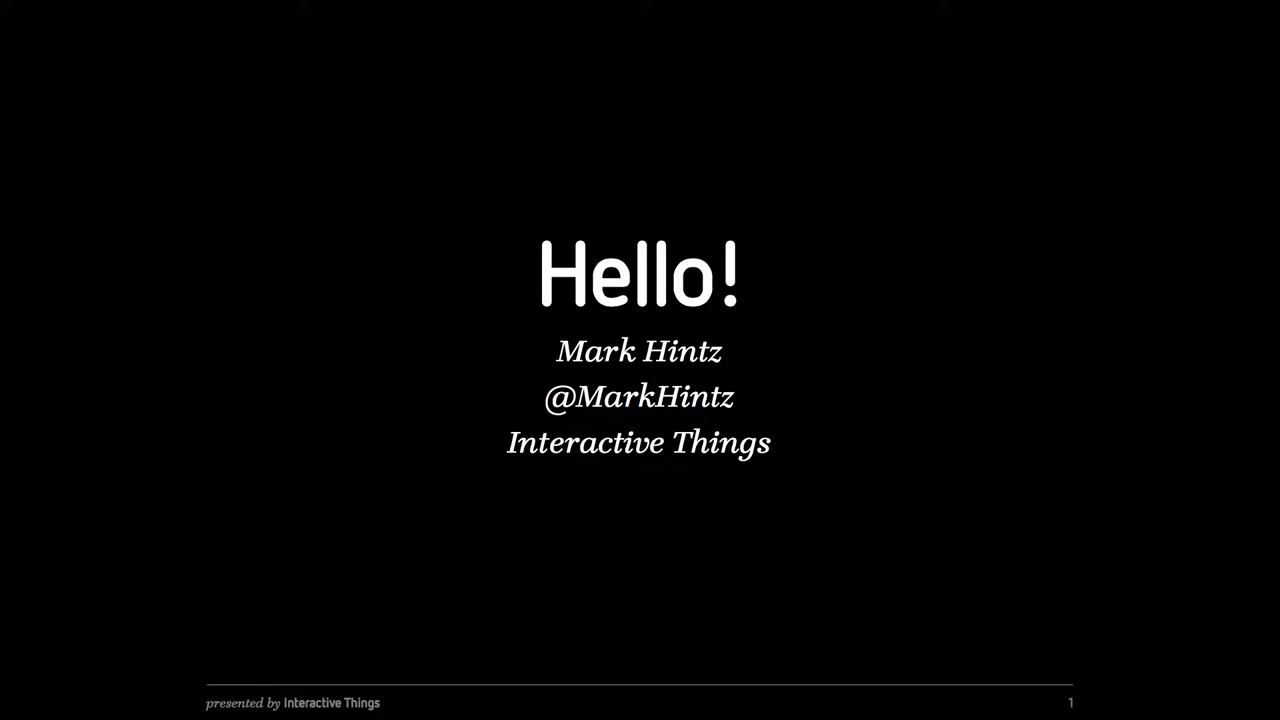 Hello!
Mark Hintz
@MarkHintz
Interactive Things
presented by Interactive Things
1